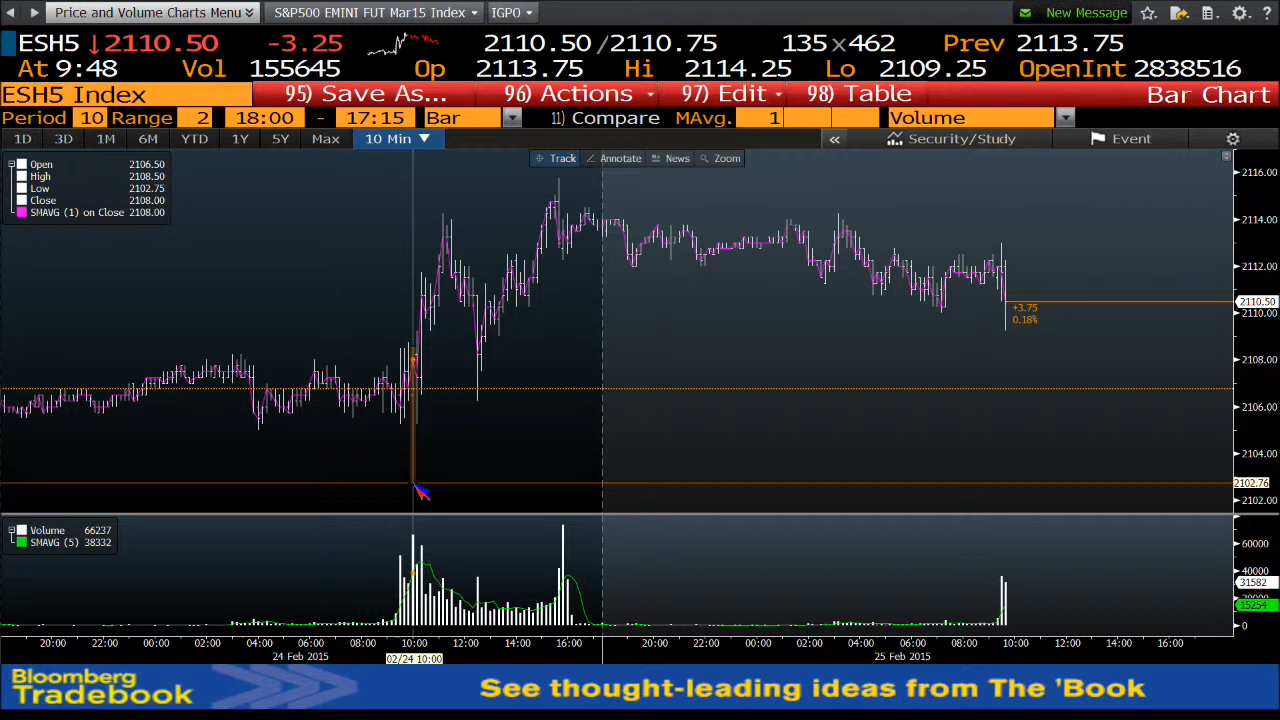 Price and Volume Charts Menu S&P500 EMINI FUT Mar15 Index IGPO New Message ?
ESH5 ↓2110.50 -3.25 2110.50/2110.75 135x462 Prev 2113.75
At 9:48 Vol 155645 Op 2113.75 Hi 2114.25 Lo 2109.25 OpenInt 2838516
ESH5 Index 95) Save As... 96) Actions 97) Edit 98) Table Bar Chart
Period 10 Range 2 18:00 - 17:15 Bar 11) Compare MAvg. 1 Volume
1D 3D 1M 6M YTD 1Y 5Y Max 10 Min ▼ « Security/Study Event
Track Annotate News Zoom
Open 2106.50
High 2108.50
Low 2102.75
Close 2108.00
SMAVG (1) on Close 2108.00
2116.00
2114.00
2112.00
2110.50
+3.75
0.18%
2110.00
2108.00
2106.00
2104.00
2102.76
2102.00
Volume 66237
SMAVG (5) 38332
60000
40000
31582
20000
15254
0
20:00 22:00 00:00 02:00 04:00 06:00 08:00 10:00 12:00 14:00 16:00 20:00 22:00 00:00 02:00 04:00 06:00 08:00 10:00 12:00 14:00 16:00
24 Feb 2015 02/24 10:00 25 Feb 2015
Bloomberg
Tradebook
See thought-leading ideas from The 'Book